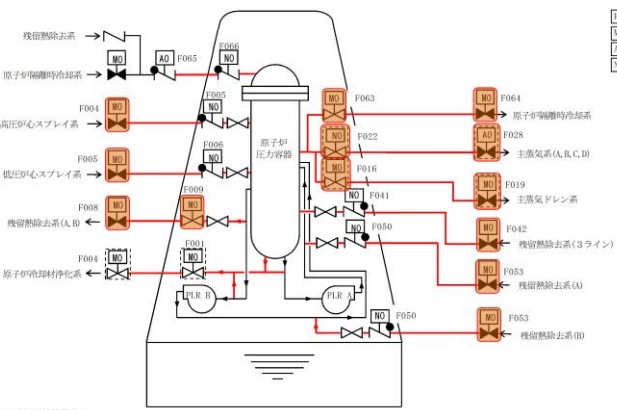 残留熱除去系
MO
AO
F065
NO
F066
原子炉隔離時冷却系
F004
MO
高圧炉心スプレイ系
F005
NO
F005
MO
低圧炉心スプレイ系
F006
NO
F008
MO
残留熱除去系(A, B)
F009
MO
F004
MO
原子炉冷却材浄化系
F001
MO
原子炉
圧力容器
PLR B
PLR A
MO
F063
MO
F064
原子炉隔離時冷却系
NO
F022
AO
F028
主蒸気系(A, B, C, D)
MO
F016
MO
F019
主蒸気ドレン系
NO
F041
MO
F042
残留熱除去系(3ライン)
NO
F050
MO
F053
残留熱除去系(A)
NO
F050
MO
F053
残留熱除去系(B)